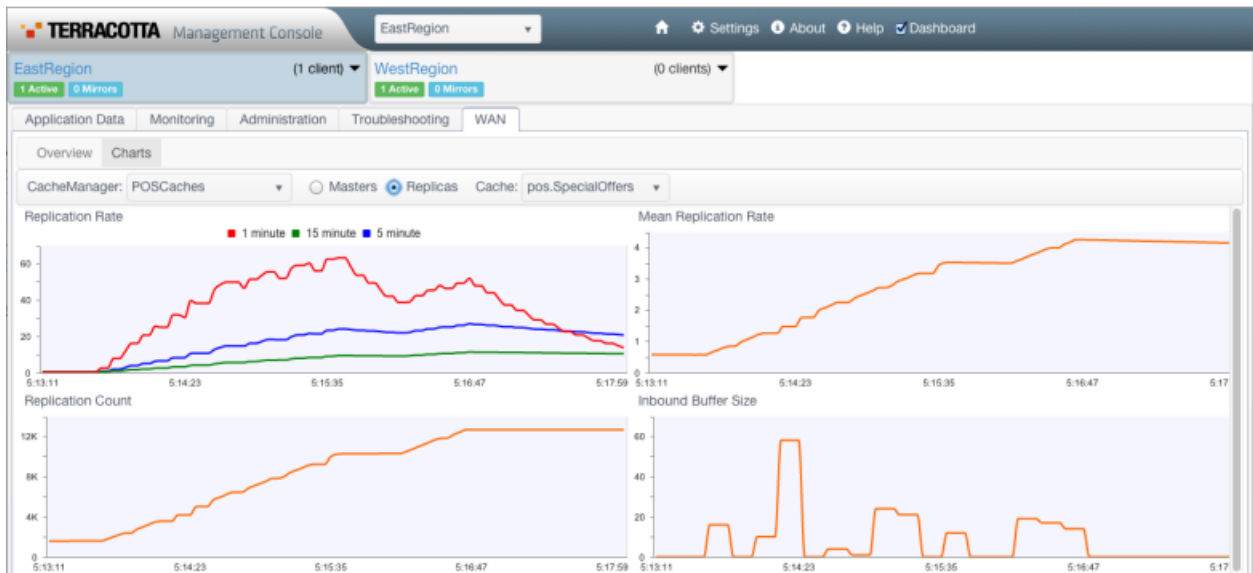 TERRACOTTA Management Console EastRegion Settings About Help Dashboard
EastRegion (1 client) WestRegion (0 clients)
1 Active 0 Mirrors 1 Active 0 Mirrors
Application Data Monitoring Administration Troubleshooting WAN
Overview Charts
CacheManager: POSCaches Masters Replicas Cache: pos.SpecialOffers
Replication Rate
1 minute 15 minute 5 minute
60
40
20
0
5:13:11 5:14:23 5:15:35 5:16:47 5:17:59
Mean Replication Rate
4
3
2
1
0
5:13:11 5:14:23 5:15:35 5:16:47 5:17
Replication Count
12K
8K
4K
0
5:13:11 5:14:23 5:15:35 5:16:47 5:17:59
Inbound Buffer Size
60
40
20
0
5:13:11 5:14:23 5:15:35 5:16:47 5:17